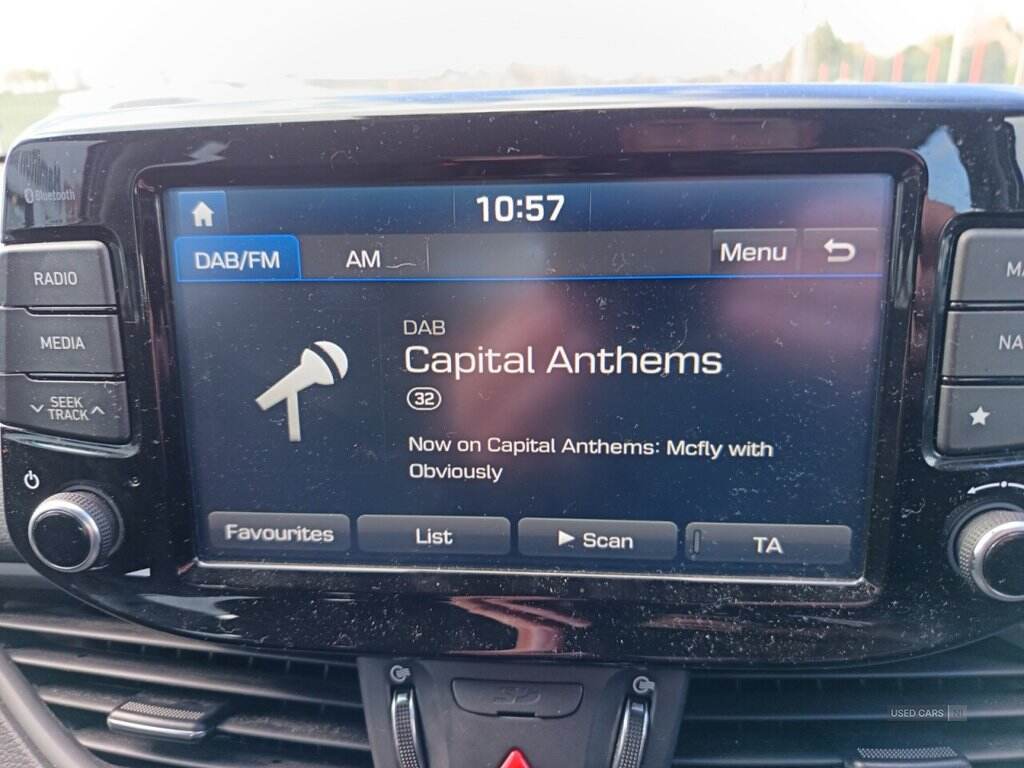 Bluetooth
10:57
DAB/FM AM Menu
RADIO
MEDIA
SEEK
TRACK
DAB
Capital Anthems
32
Now on Capital Anthems: Mcfly with
Obviously
Favourites List Scan TA
USED CARS NI